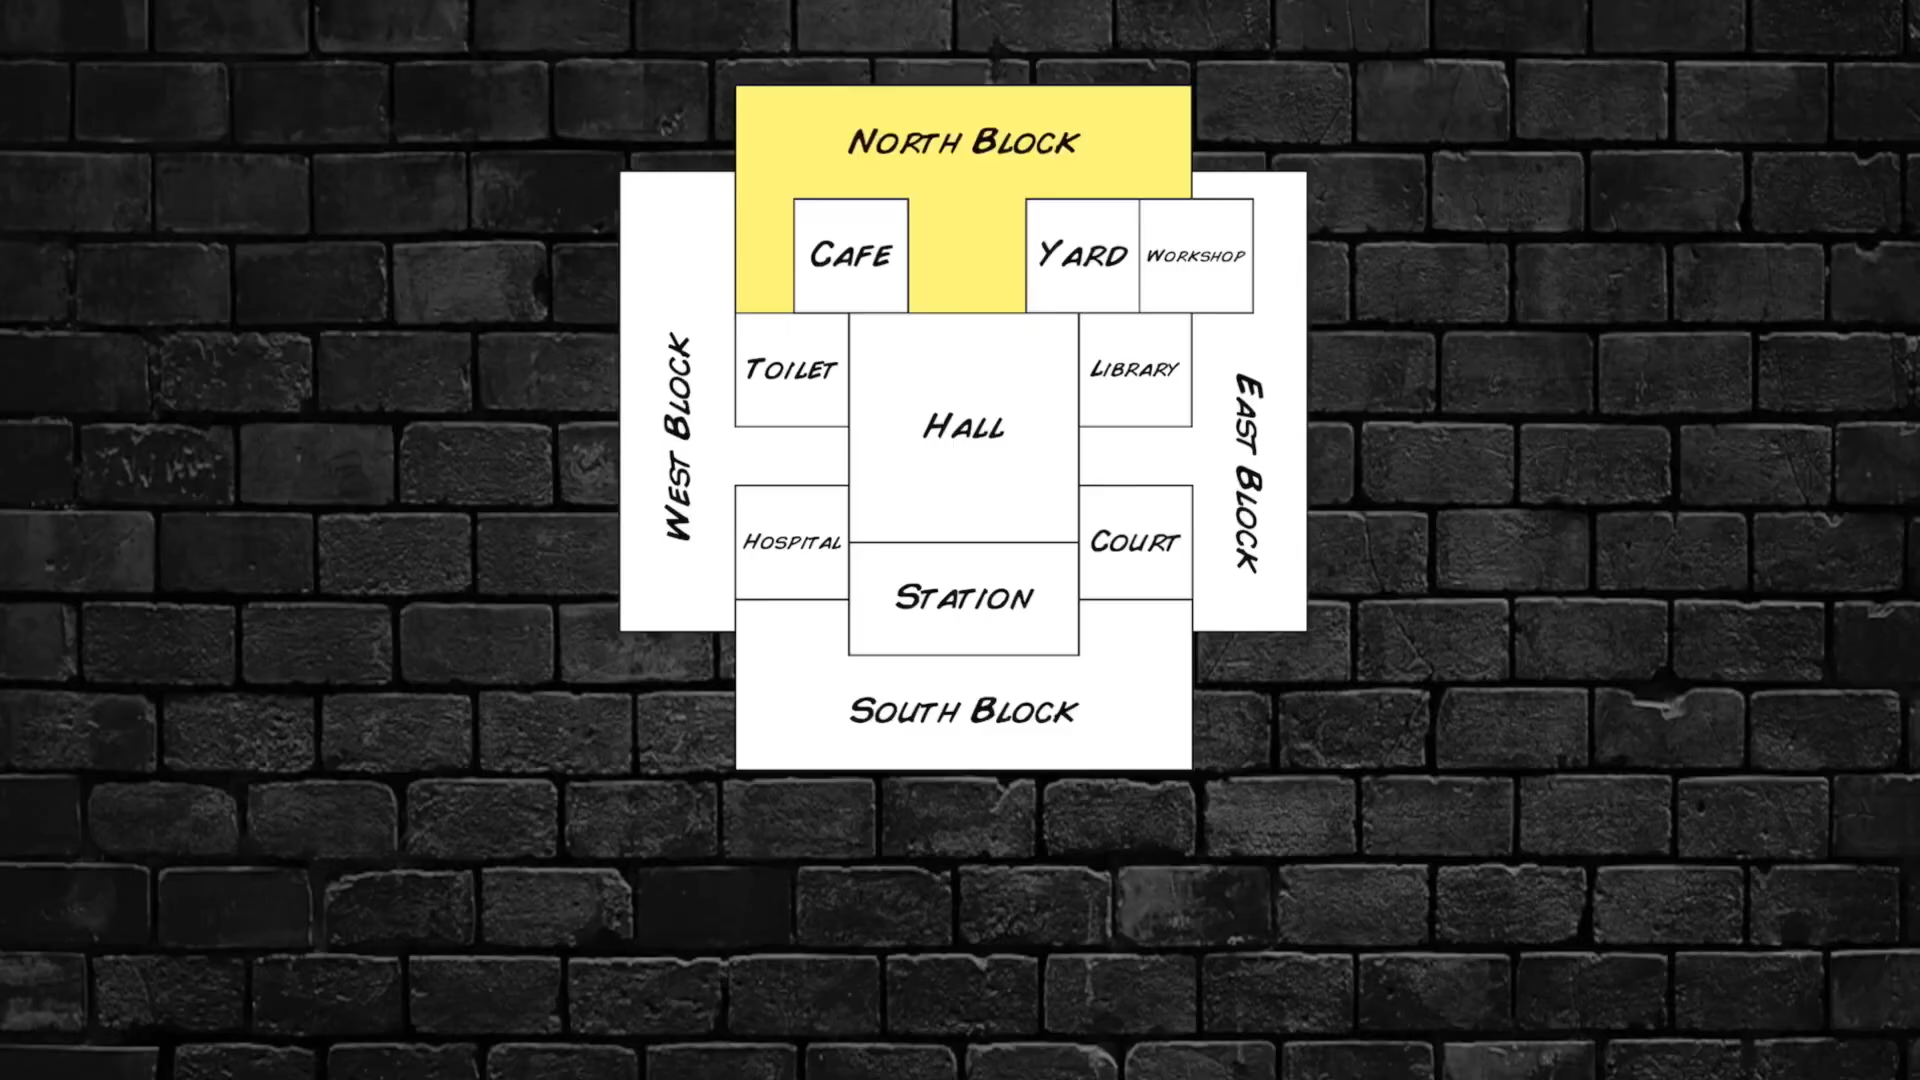 NORTH BLOCK
CAFE
YARD
WORKSHOP
TOILET
LIBRARY
WEST BLOCK
HALL
EAST BLOCK
HOSPITAL
COURT
STATION
SOUTH BLOCK